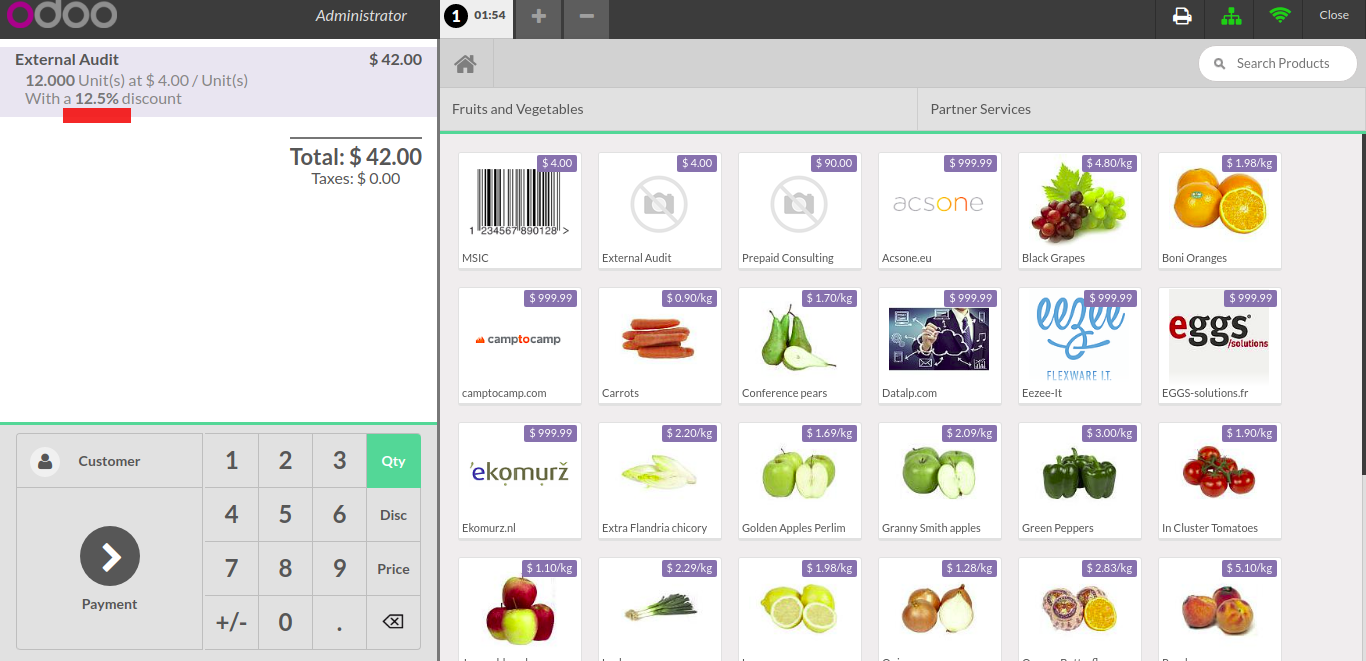 odoo
Administrator
1 01:54
Close
External Audit $ 42.00
12.000 Unit(s) at $ 4.00 / Unit(s)
With a 12.5% discount
Total: $ 42.00
Taxes: $ 0.00
Search Products
Fruits and Vegetables
Partner Services
$ 4.00
1 234567 890128 >
MSIC
$ 4.00
External Audit
$ 90.00
Prepaid Consulting
$ 999.99
acsone
Acsone.eu
$ 4.80/kg
Black Grapes
$ 1.98/kg
Boni Oranges
$ 999.99
camptocamp
camptocamp.com
$ 0.90/kg
Carrots
$ 1.70/kg
Conference pears
$ 999.99
Datalp.com
$ 999.99
eezee
FLEXWARE I.T.
Eezee-It
$ 999.99
eggs
/solutions
EGGS-solutions.fr
$ 999.99
'ekomurž
Ekomurz.nl
$ 2.20/kg
Extra Flandria chicory
$ 1.69/kg
Golden Apples Perlim
$ 2.09/kg
Granny Smith apples
$ 3.00/kg
Green Peppers
$ 1.90/kg
In Cluster Tomatoes
$ 1.10/kg
$ 2.29/kg
$ 1.98/kg
$ 1.28/kg
$ 2.83/kg
$ 5.10/kg
Customer
Payment
1 2 3 Qty
4 5 6 Disc
7 8 9 Price
+/- 0 .